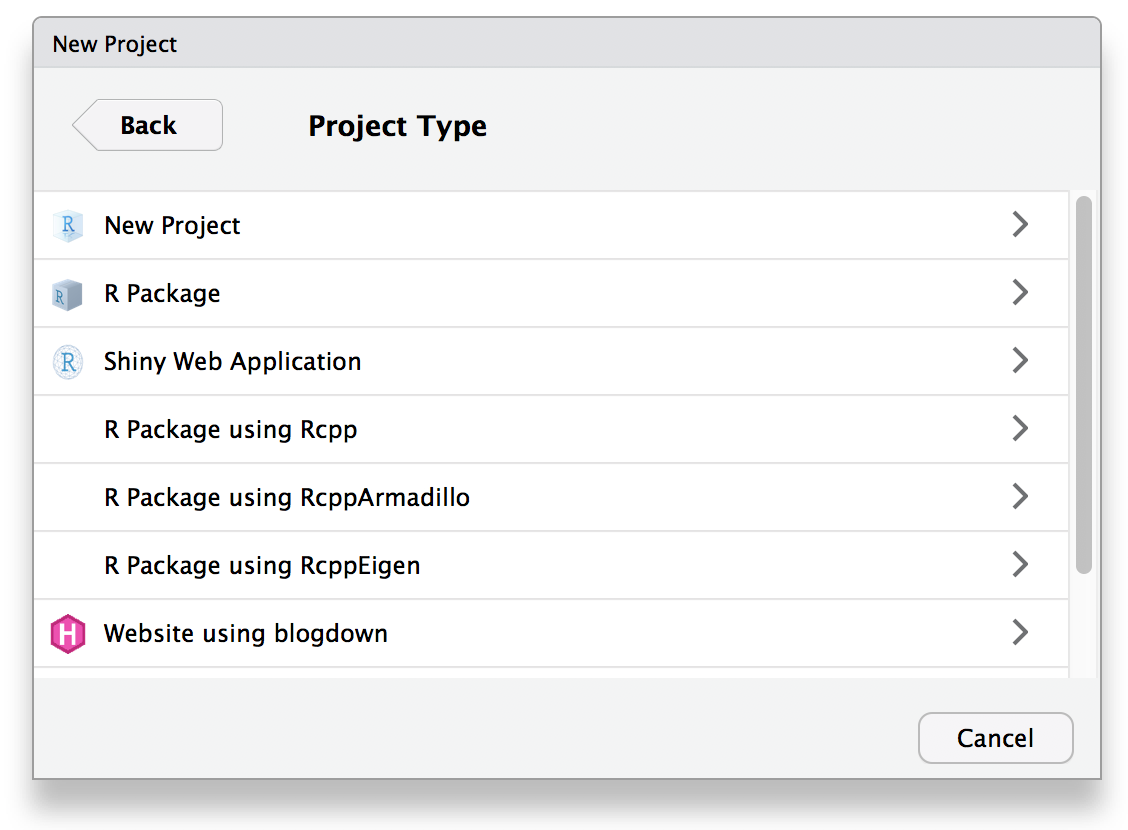 New Project
Back
Project Type
R New Project
R R Package
R Shiny Web Application
R Package using Rcpp
R Package using RcppArmadillo
R Package using RcppEigen
H Website using blogdown
Cancel